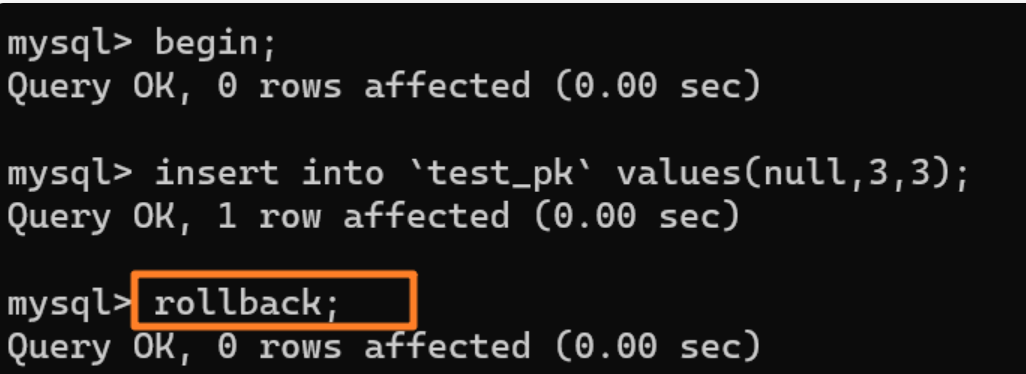 mysql> begin;
Query OK, 0 rows affected (0.00 sec)
mysql> insert into `test_pk` values(null,3,3);
Query OK, 1 row affected (0.00 sec)
mysql> rollback;
Query OK, 0 rows affected (0.00 sec)